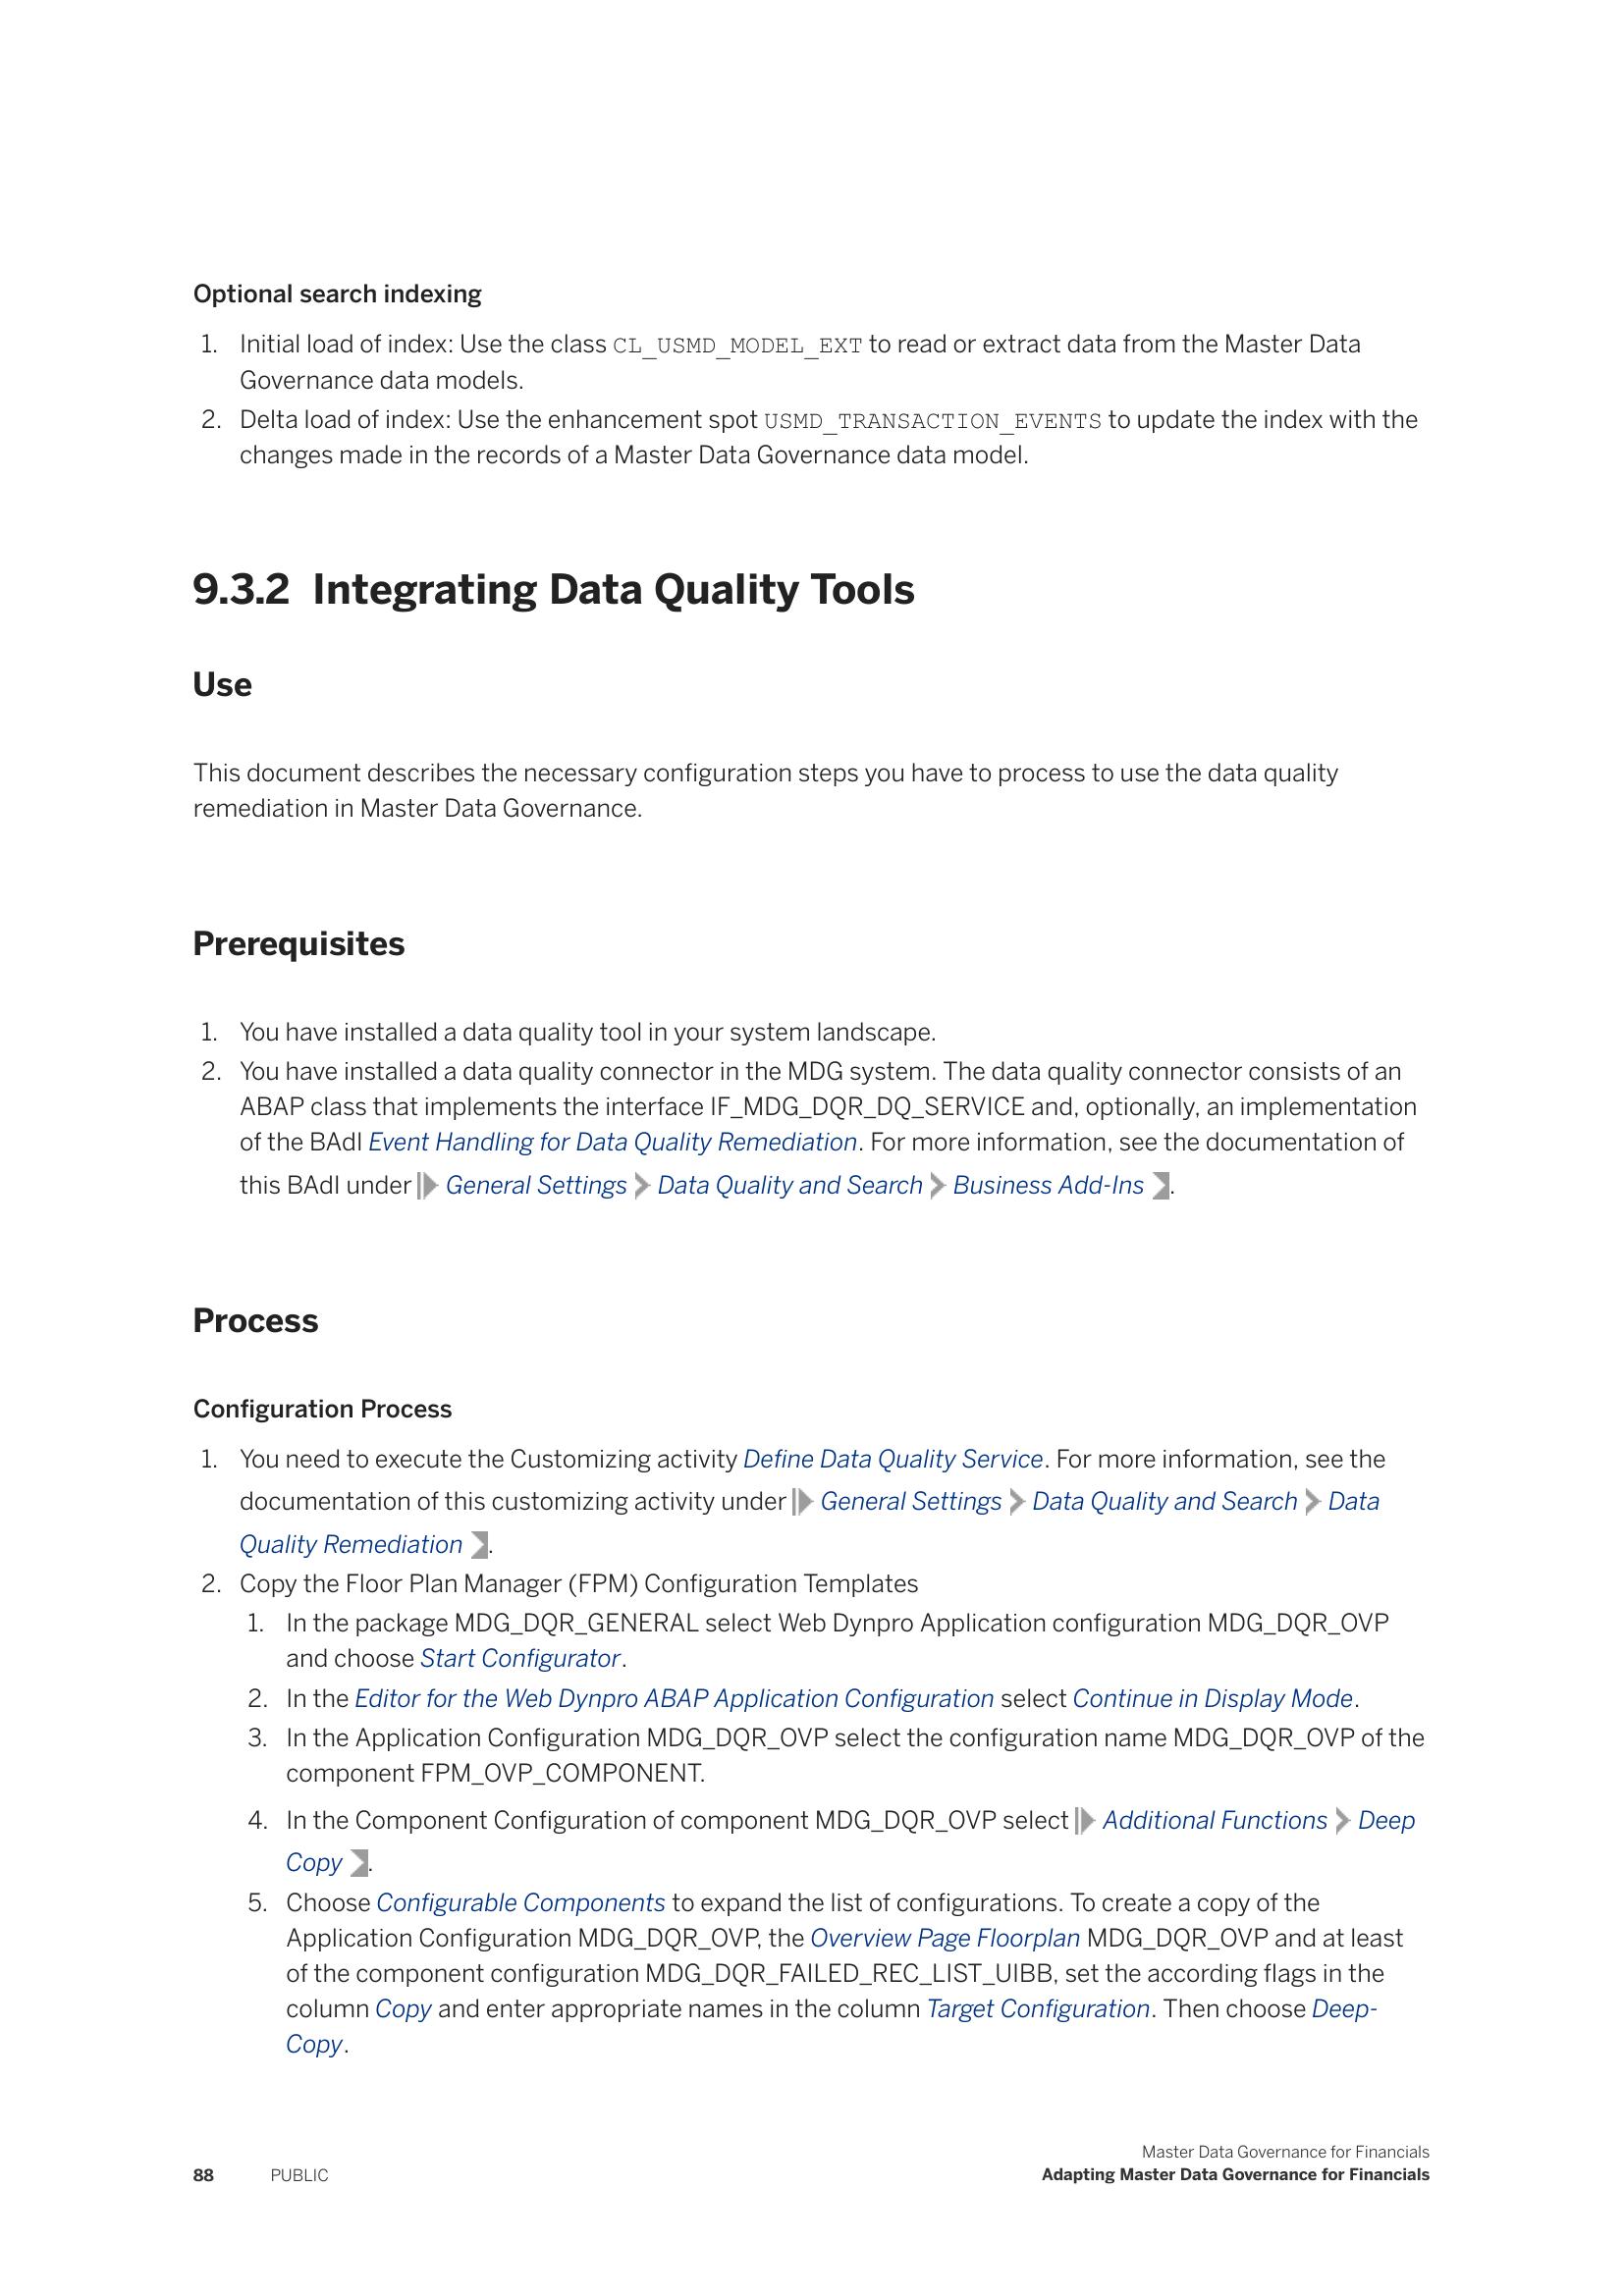 Optional search indexing
1. Initial load of index: Use the class CL_USMD_MODEL_EXT to read or extract data from the Master Data
Governance data models.
2. Delta load of index: Use the enhancement spot USMD_TRANSACTION_EVENTS to update the index with the
changes made in the records of a Master Data Governance data model.
9.3.2 Integrating Data Quality Tools
Use
This document describes the necessary configuration steps you have to process to use the data quality
remediation in Master Data Governance.
Prerequisites
1. You have installed a data quality tool in your system landscape.
2. You have installed a data quality connector in the MDG system. The data quality connector consists of an
ABAP class that implements the interface IF_MDG_DQR_DQ_SERVICE and, optionally, an implementation
of the BAdI Event Handling for Data Quality Remediation. For more information, see the documentation of
this BAdI under General Settings Data Quality and Search Business Add-Ins .
Process
Configuration Process
1. You need to execute the Customizing activity Define Data Quality Service. For more information, see the
documentation of this customizing activity under General Settings Data Quality and Search Data
Quality Remediation .
2. Copy the Floor Plan Manager (FPM) Configuration Templates
1. In the package MDG_DQR_GENERAL select Web Dynpro Application configuration MDG_DQR_OVP
and choose Start Configurator.
2. In the Editor for the Web Dynpro ABAP Application Configuration select Continue in Display Mode.
3. In the Application Configuration MDG_DQR_OVP select the configuration name MDG_DQR_OVP of the
component FPM_OVP_COMPONENT.
4. In the Component Configuration of component MDG_DQR_OVP select Additional Functions Deep
Copy .
5. Choose Configurable Components to expand the list of configurations. To create a copy of the
Application Configuration MDG_DQR_OVP, the Overview Page Floorplan MDG_DQR_OVP and at least
of the component configuration MDG_DQR_FAILED_REC_LIST_UIBB, set the according flags in the
column Copy and enter appropriate names in the column Target Configuration. Then choose Deep-
Copy.
Master Data Governance for Financials
88 PUBLIC Adapting Master Data Governance for Financials